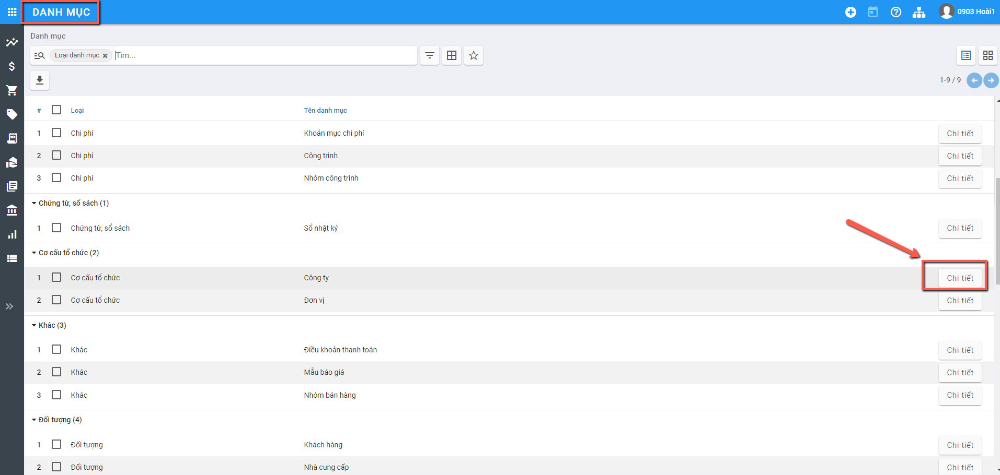 DANH MỤC
0903 Hoài1
Danh mục
Loại danh mục Tìm...
1-9 / 9
# Loại Tên danh mục
1 Chi phí Khoản mục chi phí Chi tiết
2 Chi phí Công trình Chi tiết
3 Chi phí Nhóm công trình Chi tiết
Chứng từ, sổ sách (1)
1 Chứng từ, sổ sách Sổ nhật ký Chi tiết
Cơ cấu tổ chức (2)
1 Cơ cấu tổ chức Công ty Chi tiết
2 Cơ cấu tổ chức Đơn vị Chi tiết
Khác (3)
1 Khác Điều khoản thanh toán Chi tiết
2 Khác Mẫu báo giá Chi tiết
3 Khác Nhóm bán hàng Chi tiết
Đối tượng (4)
1 Đối tượng Khách hàng Chi tiết
2 Đối tượng Nhà cung cấp Chi tiết